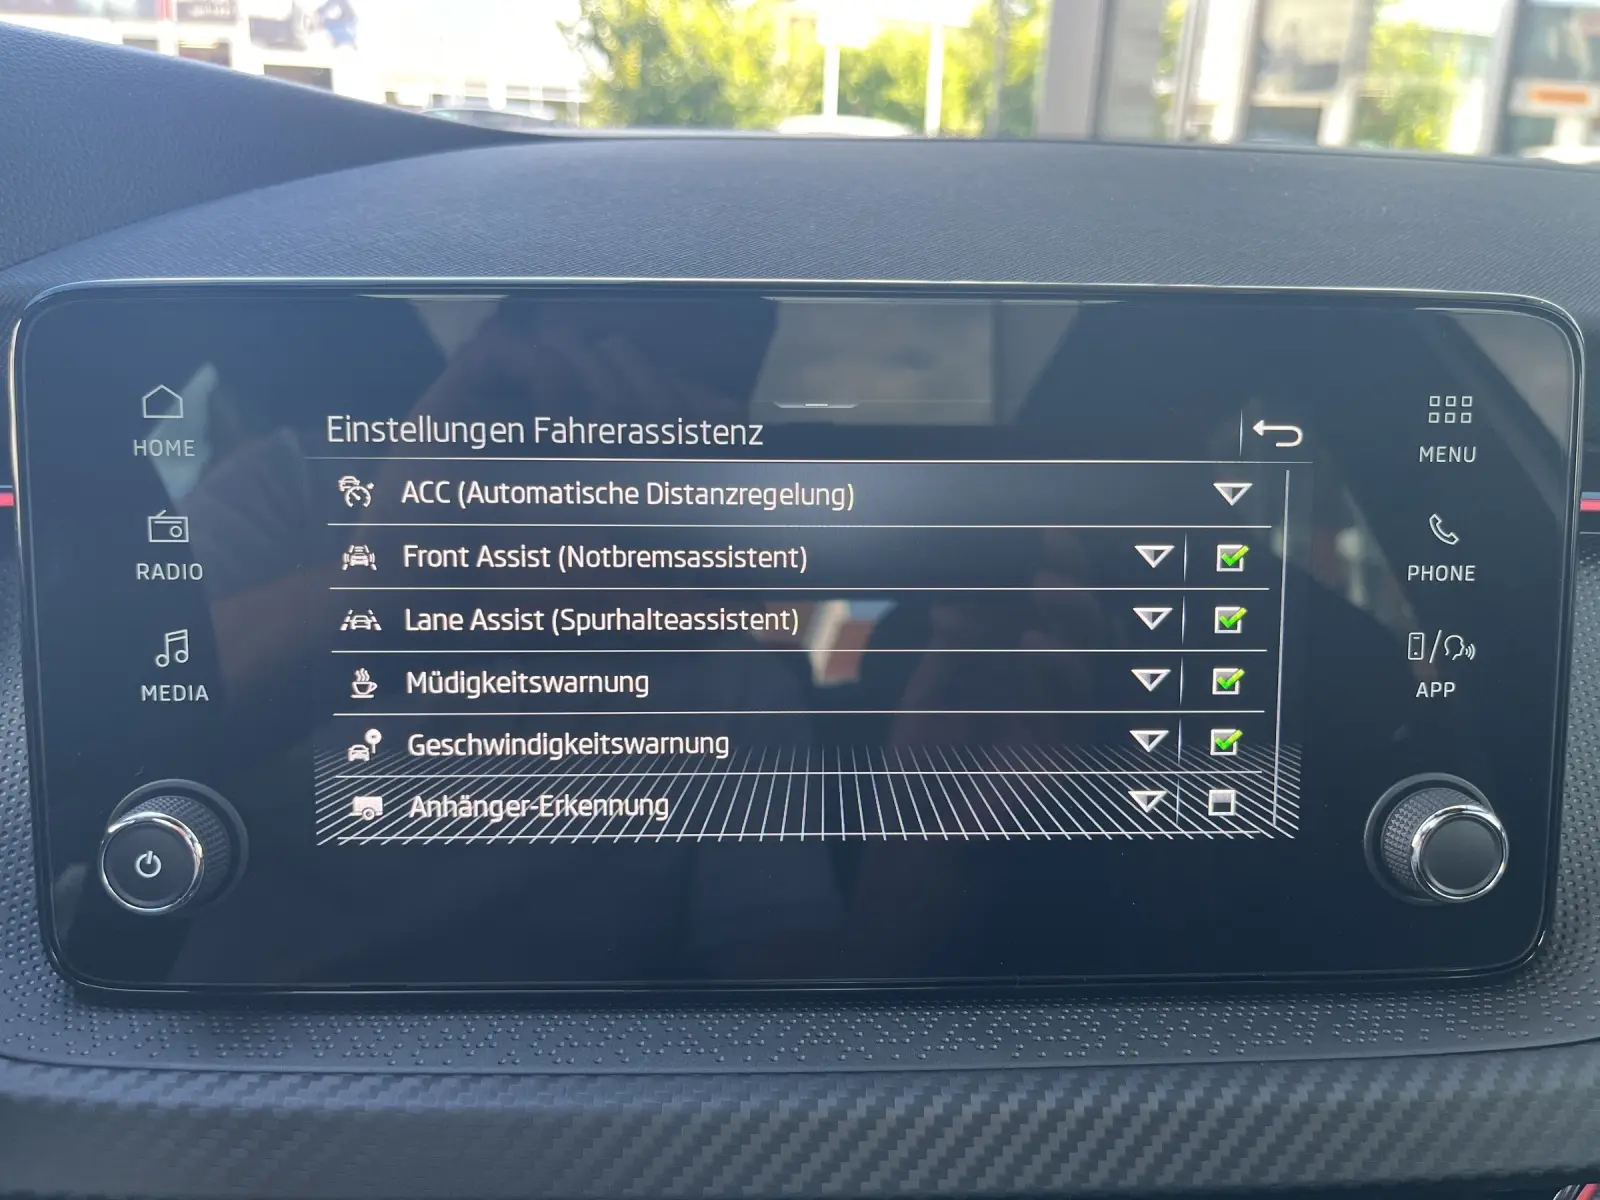 Einstellungen Fahrerassistenz
ACC (Automatische Distanzregelung)
Front Assist (Notbremsassistent)
Lane Assist (Spurhalteassistent)
Müdigkeitswarnung
Geschwindigkeitswarnung
Anhänger-Erkennung
HOME
RADIO
MEDIA
MENU
PHONE
APP